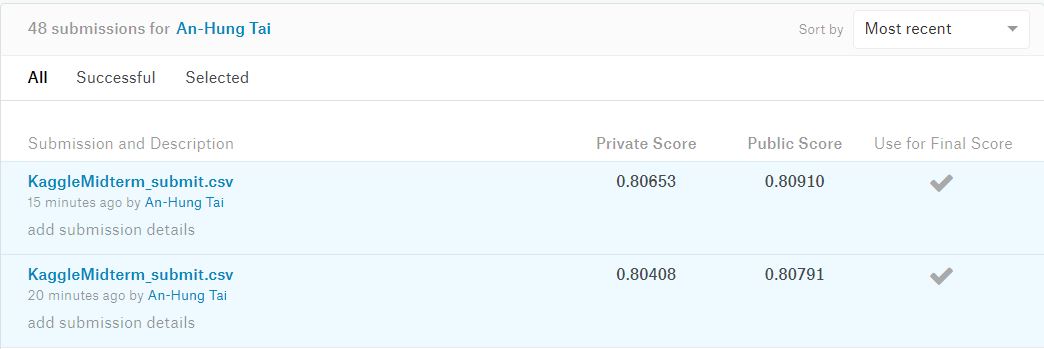 48 submissions for An-Hung Tai
Sort by Most recent
All Successful Selected
Submission and Description Private Score Public Score Use for Final Score
KaggleMidterm_submit.csv 0.80653 0.80910
15 minutes ago by An-Hung Tai
add submission details
KaggleMidterm_submit.csv 0.80408 0.80791
20 minutes ago by An-Hung Tai
add submission details